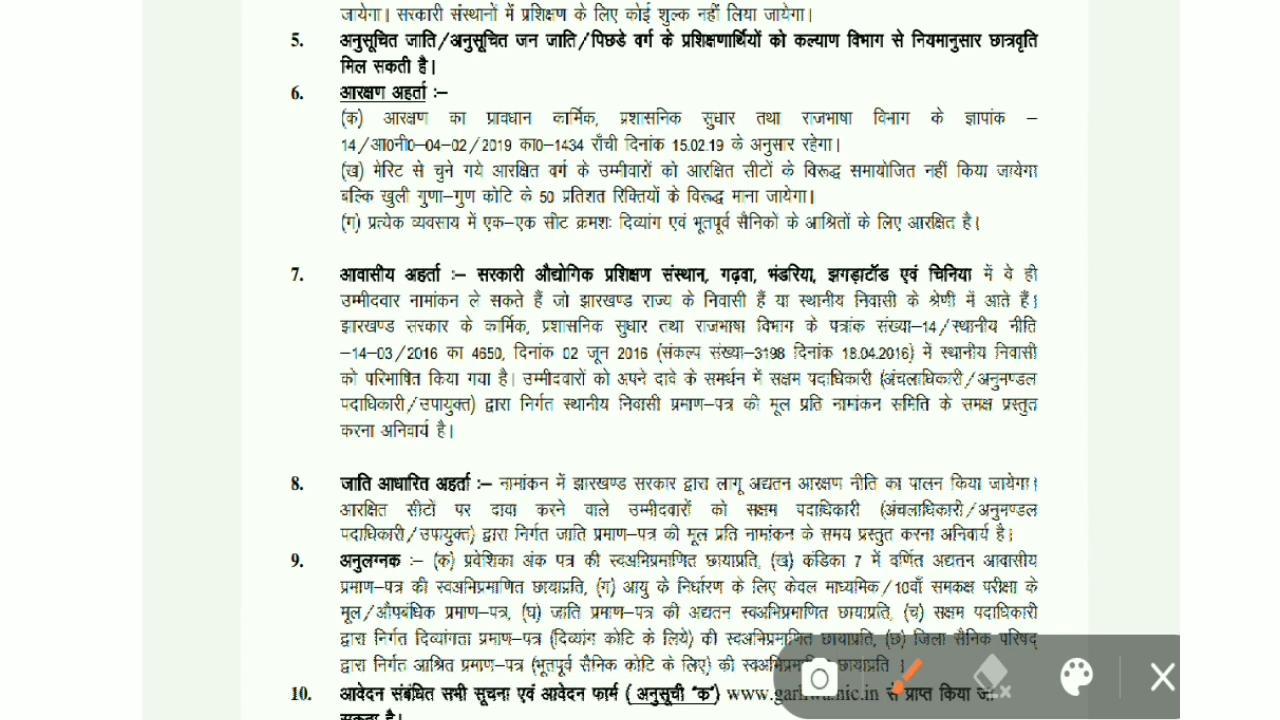 जायेगा। सरकारी संस्थानों में प्रशिक्षण के लिए कोई शुल्क नहीं लिया जायेगा।
5. अनुसूचित जाति/अनुसूचित जन जाति/पिछडे वर्ग के प्रशिक्षणार्थियों को कल्याण विभाग से नियमानुसार छात्रवृति
मिल सकती है।
6. आरक्षण अहर्ता :–
(क) आरक्षण का प्रावधान कार्मिक, प्रशासनिक सुधार तथा राजभाषा विभाग के ज्ञापांक –
14/आ0नी0–04–02/2019 का0–1434 राँची दिनांक 15.02.19 के अनुसार रहेगा।
(ख) मेरिट से चुने गये आरक्षित वर्ग के उम्मीवारों को आरक्षित सीटों के विरूद्ध समायोजित नहीं किया जायेगा
बल्कि खुली गुणा–गुण कोटि के 50 प्रतिशत रिक्तियों के विरूद्ध माना जायेगा।
(ग) प्रत्येक व्यवसाय में एक–एक सीट क्रमशः दिव्यांग एवं भूतपूर्व सैनिकों के आश्रितों के लिए आरक्षित है।
7. आवासीय अहर्ता :– सरकारी औद्योगिक प्रशिक्षण संस्थान, गढ़वा, भंडरिया, झगड़ाटॉड एवं चिनिया में वे ही
उम्मीदवार नामांकन ले सकते हैं जो झारखण्ड राज्य के निवासी हैं या स्थानीय निवासी के श्रेणी में आते हैं।
झारखण्ड सरकार के कार्मिक, प्रशासनिक सुधार तथा राजभाषा विभाग के पत्रांक संख्या–14/स्थानीय नीति
–14–03/2016 का 4650, दिनांक 02 जून 2016 (संकल्प संख्या–3198 दिनांक 18.04.2016) में स्थानीय निवासी
को परिभाषित किया गया है। उम्मीदवारों को अपने दावे के समर्थन में सक्षम पदाधिकारी (अंचलाधिकारी/अनुमण्डल
पदाधिकारी/उपायुक्त) द्वारा निर्गत स्थानीय निवासी प्रमाण–पत्र की मूल प्रति नामांकन समिति के समक्ष प्रस्तुत
करना अनिवार्य है।
8. जाति आधारित अहर्ता :– नामांकन में झारखण्ड सरकार द्वारा लागू अद्यतन आरक्षण नीति का पालन किया जायेगा।
आरक्षित सीटों पर दावा करने वाले उम्मीदवारों को सक्षम पदाधिकारी (अंचलाधिकारी/अनुमण्डल
पदाधिकारी/उपायुक्त) द्वारा निर्गत जाति प्रमाण–पत्र की मूल प्रति नामांकन के समय प्रस्तुत करना अनिवार्य है।
9. अनुलग्नक :– (क) प्रवेशिका अंक पत्र की स्वअभिप्रमाणित छायाप्रति, (ख) कंडिका 7 में वर्णित अद्यतन आवासीय
प्रमाण–पत्र की स्वअभिप्रमाणित छायाप्रति, (ग) आयु के निर्धारण के लिए केवल माध्यमिक/10वाँ समकक्ष परीक्षा के
मूल/औपबंधिक प्रमाण–पत्र, (घ) जाति प्रमाण–पत्र की अद्यतन स्वअभिप्रमाणित छायाप्रति, (च) सक्षम पदाधिकारी
द्वारा निर्गत दिव्यांगता प्रमाण–पत्र (दिव्यांग कोटि के लिये) की स्वअभिप्रमाणित छायाप्रति, (छ) जिला सैनिक परिषद्
द्वारा निर्गत आश्रित प्रमाण–पत्र (भूतपूर्व सैनिक कोटि के लिए) की स्वअभिप्रमाणित छायाप्रति ।
10. आवेदन संबंधित सभी सूचना एवं आवेदन फार्म (अनुसूची "क") से प्राप्त किया
सकता है।